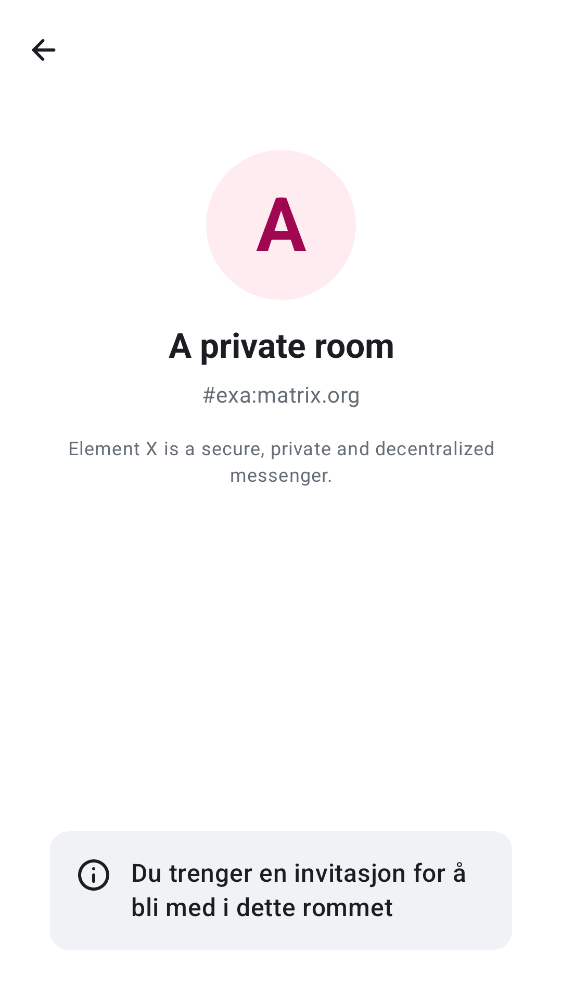 A
A private room
#exa:matrix.org
Element X is a secure, private and decentralized
messenger.
Du trenger en invitasjon for å
bli med i dette rommet